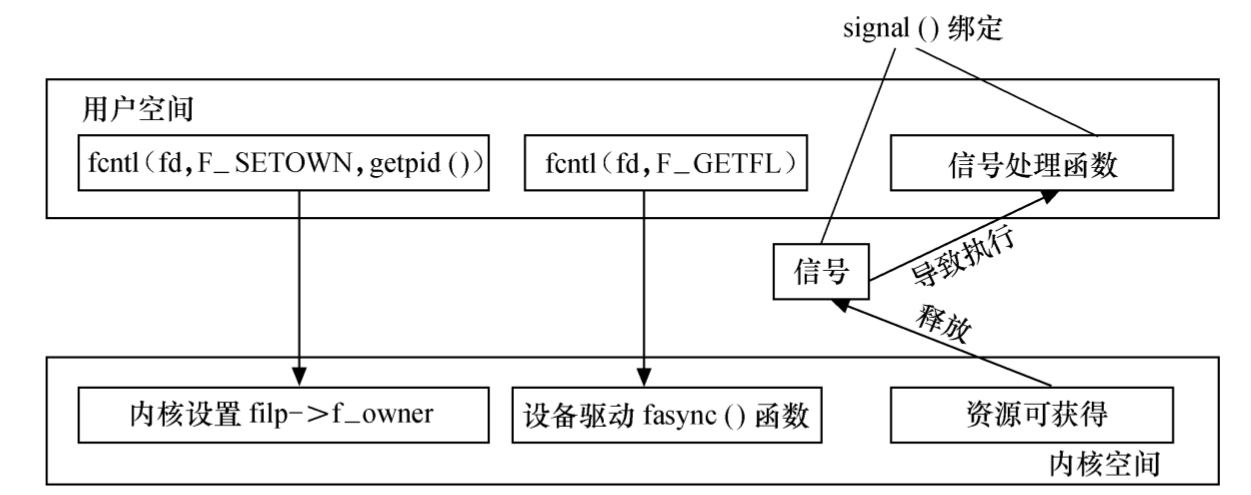 signal () 绑定
用户空间
fcntl（fd,F_SETOWN,getpid ()）
fcntl（fd,F_GETFL）
信号处理函数
信号
导致执行
释放
内核设置 filp->f_owner
设备驱动 fasync () 函数
资源可获得
内核空间